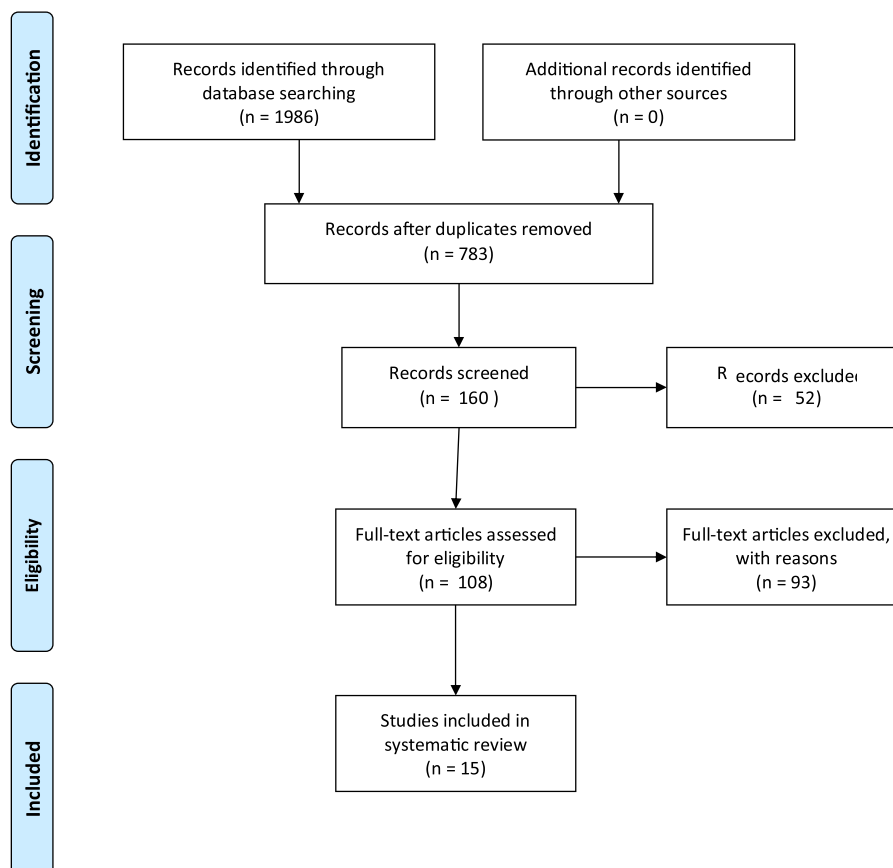 Identification
Records identified through
database searching
(n = 1986)
Additional records identified
through other sources
(n = 0)
Records after duplicates removed
(n = 783)
Screening
Records screened
(n = 160 )
R ecords exclude
(n = 52)
Eligibility
Full-text articles assessed
for eligibility
(n = 108)
Full-text articles excluded,
with reasons
(n = 93)
Included
Studies included in
systematic review
(n = 15)